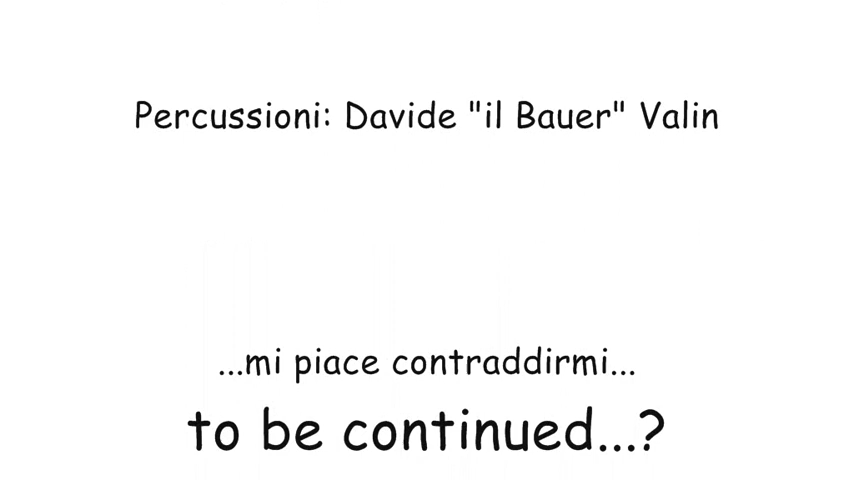 Percussioni: Davide "il Bauer" Valin
...mi piace contraddirmi...
to be continued...?